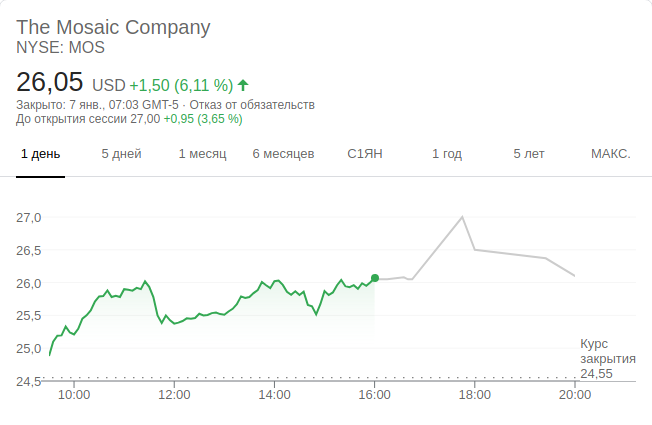 The Mosaic Company
NYSE: MOS
26,05 USD +1,50 (6,11 %)
Закрыто: 7 янв., 07:03 GMT-5 · Отказ от обязательств
До открытия сессии 27,00 +0,95 (3,65 %)
1 день 5 дней 1 месяц 6 месяцев С1ЯН 1 год 5 лет МАКС.
27,0
26,5
26,0
25,5
25,0
24,5
Курс
закрытия
24,55
10:00 12:00 14:00 16:00 18:00 20:00